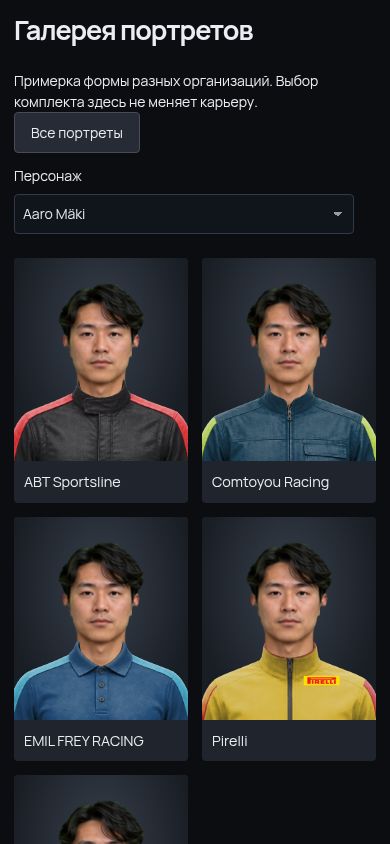 Галерея портретов
Примерка формы разных организаций. Выбор
комплекта здесь не меняет карьеру.
Все портреты
Персонаж
Aaro Mäki
ABT Sportsline
Comtoyou Racing
PIRELLI
EMIL FREY RACING
Pirelli